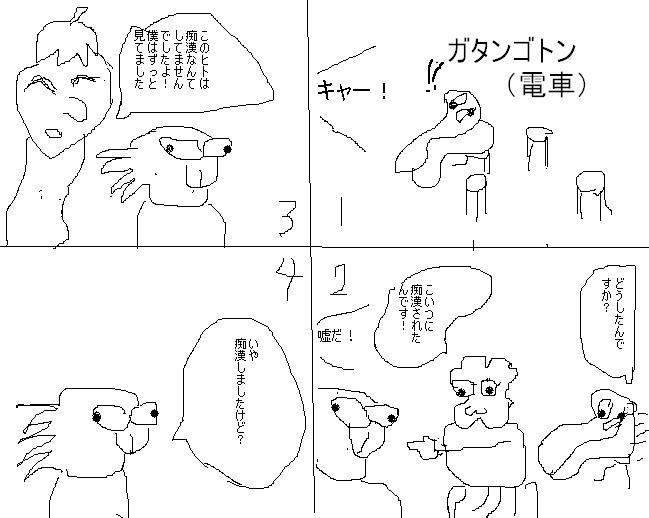 ガタンゴトン
（電車）
キャー！
!!
1
どうしたんで
すか？
こいつに
痴漢された
んです！
嘘だ！
2
このヒトは
痴漢なんて
してません
でしたよ！
僕はずっと
見てました
3
いや
痴漢しましたけど？
4